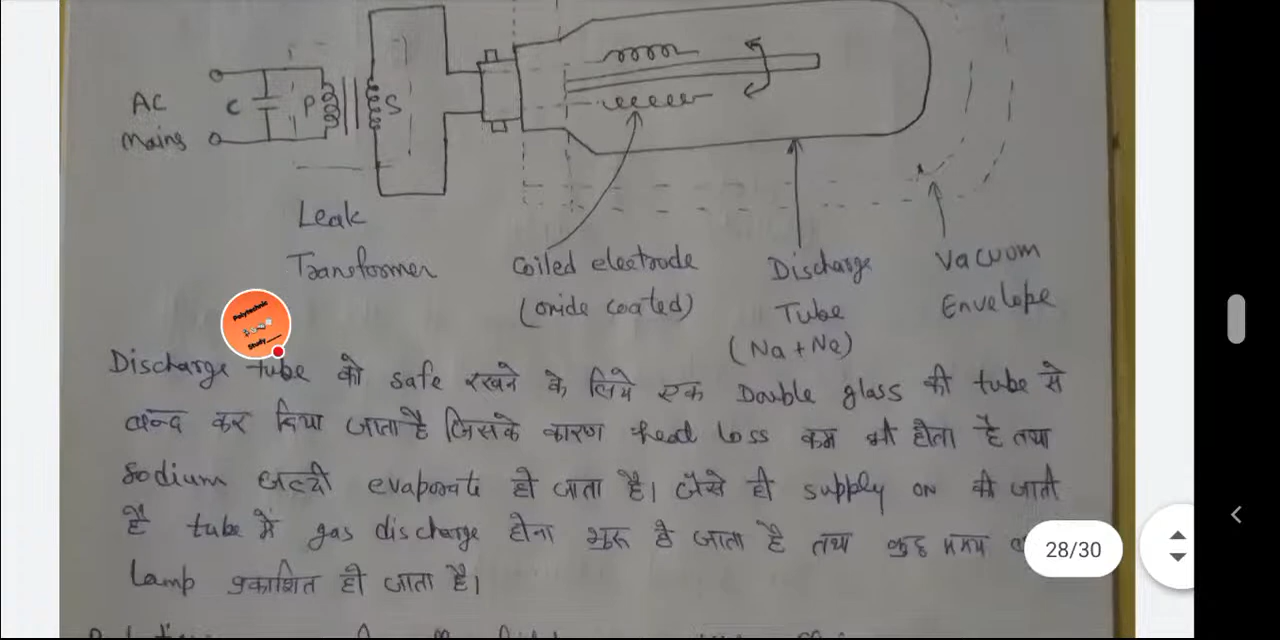 AC
Mains
C
P
S
Leak
Transformer
Coiled electrode
(oxide coated)
Discharge
Tube
(Na + Ne)
Vacuum
Envelope
Polytechnic
Study
Discharge tube को safe रखने के लिये एक Double glass की tube से
बन्द कर दिया जाता है जिसके कारण heat loss कम भी होता है तथा
Sodium जल्दी evaporate हो जाता है। जैसे ही supply on की जाती
है tube में gas discharge होना शुरू हो जाता है तथा कुछ समय
Lamp प्रकाशित हो जाता है।
28/30